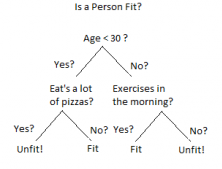 Is a Person Fit?
Age < 30 ?
Yes? No?
Eat's a lot Exercises in
of pizzas? the morning?
Yes? No? Yes? No?
Unfit! Fit Fit Unfit!